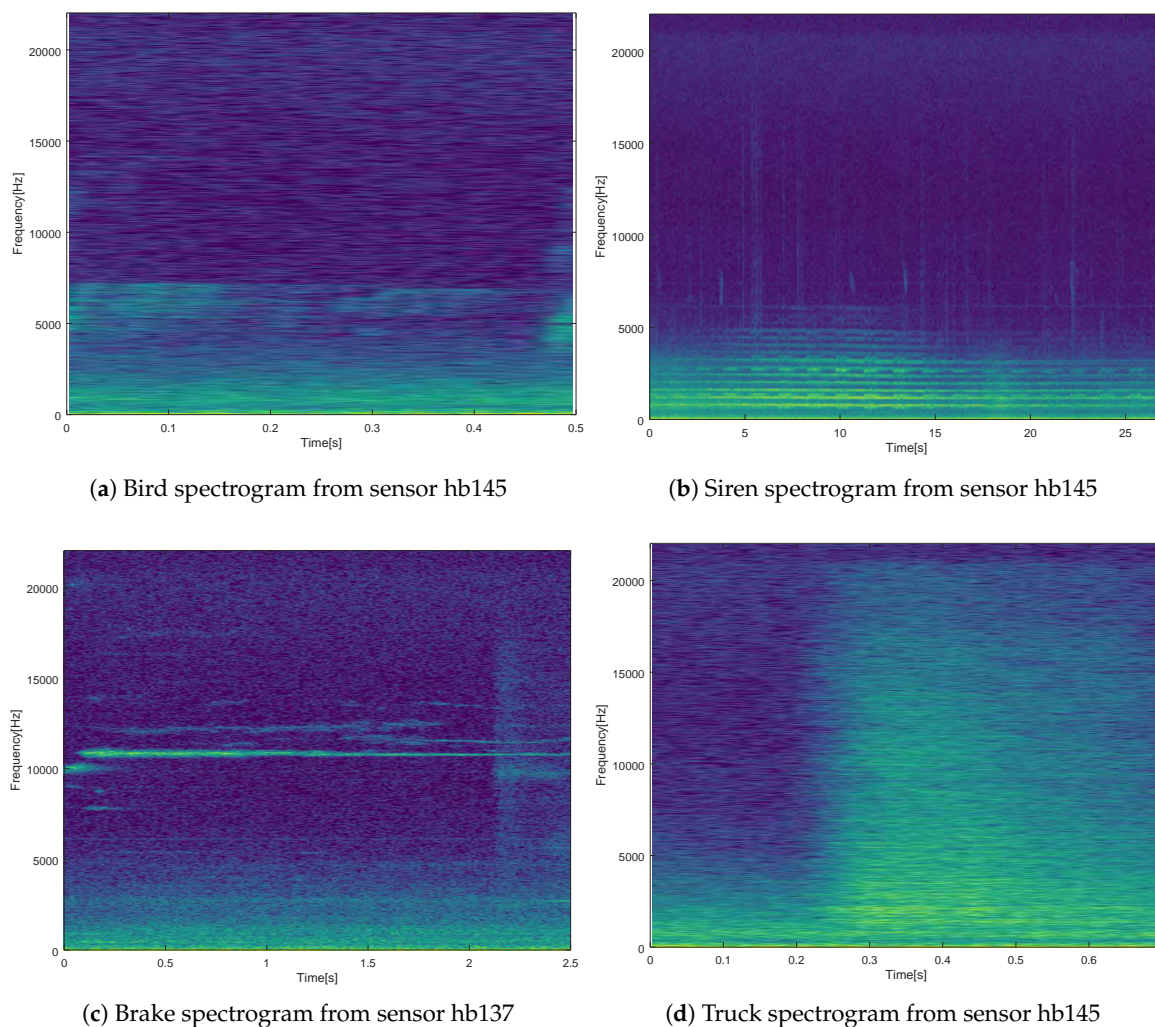 20000
15000
10000
5000
0
Frequency[Hz]
0 0.1 0.2 0.3 0.4 0.5
Time[s]
(a) Bird spectrogram from sensor hb145
20000
15000
10000
5000
0
Frequency[Hz]
0 5 10 15 20 25
Time[s]
(b) Siren spectrogram from sensor hb145
20000
15000
10000
5000
0
Frequency[Hz]
0 0.5 1 1.5 2 2.5
Time[s]
(c) Brake spectrogram from sensor hb137
20000
15000
10000
5000
0
Frequency[Hz]
0 0.1 0.2 0.3 0.4 0.5 0.6
Time[s]
(d) Truck spectrogram from sensor hb145